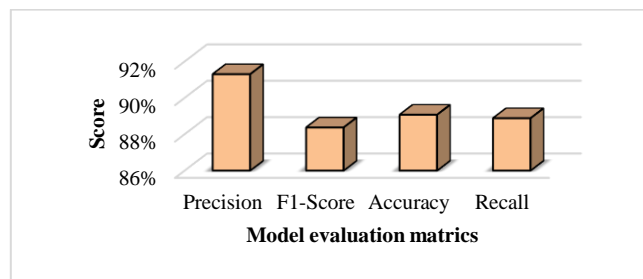 92%
90%
88%
86%
Score
Precision F1-Score Accuracy Recall
Model evaluation matrics